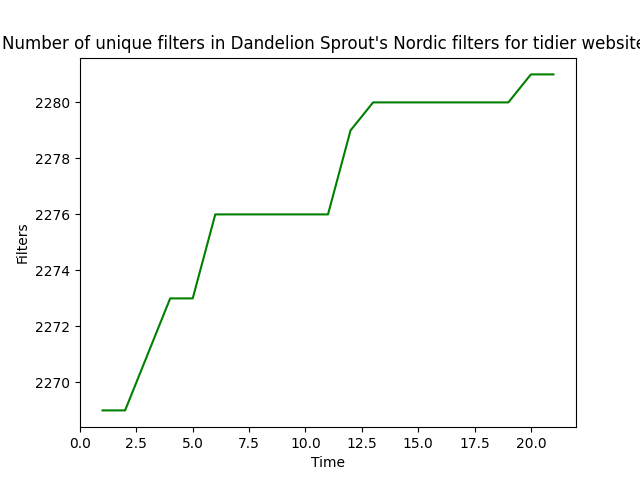 Number of unique filters in Dandelion Sprout's Nordic filters for tidier website
2280
2278
2276
2274
2272
2270
Filters
0.0 2.5 5.0 7.5 10.0 12.5 15.0 17.5 20.0
Time